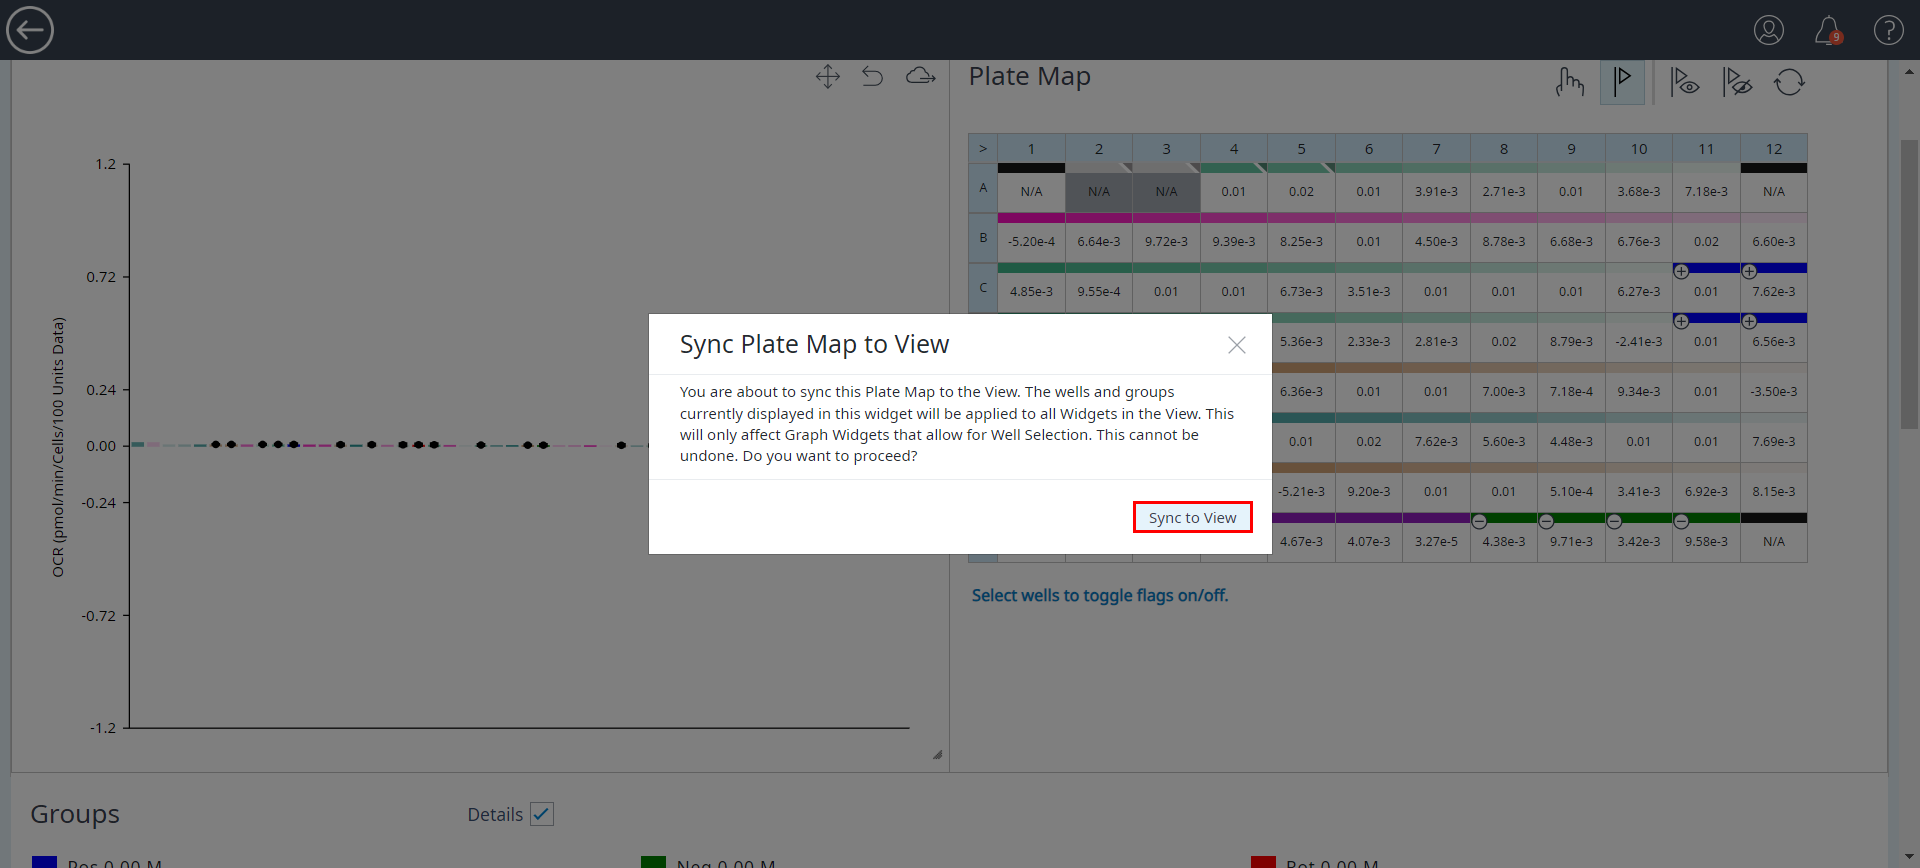 9
?
Plate Map
1.2
0.72
0.24
0.00
-0.24
-0.72
-1.2
OCR (pmol/min/Cells/100 Units Data)
> 1 2 3 4 5 6 7 8 9 10 11 12
A N/A N/A N/A 0.01 0.02 0.01 3.91e-3 2.71e-3 0.01 3.68e-3 7.18e-3 N/A
B -5.20e-4 6.64e-3 9.72e-3 9.39e-3 8.25e-3 0.01 4.50e-3 8.78e-3 6.68e-3 6.76e-3 0.02 6.60e-3
C 4.85e-3 9.55e-4 0.01 0.01 6.73e-3 3.51e-3 0.01 0.01 0.01 6.27e-3 0.01 7.62e-3
5.36e-3 2.33e-3 2.81e-3 0.02 8.79e-3 -2.41e-3 0.01 6.56e-3
6.36e-3 0.01 0.01 7.00e-3 7.18e-4 9.34e-3 0.01 -3.50e-3
0.01 0.02 7.62e-3 5.60e-3 4.48e-3 0.01 0.01 7.69e-3
-5.21e-3 9.20e-3 0.01 0.01 5.10e-4 3.41e-3 6.92e-3 8.15e-3
4.67e-3 4.07e-3 3.27e-5 4.38e-3 9.71e-3 3.42e-3 9.58e-3 N/A
Sync Plate Map to View
You are about to sync this Plate Map to the View. The wells and groups
currently displayed in this widget will be applied to all Widgets in the View. This
will only affect Graph Widgets that allow for Well Selection. This cannot be
undone. Do you want to proceed?
Sync to View
Select wells to toggle flags on/off.
Groups
Details
Pos 0.00 M
Neg 0.00 M
Rot 0.00 M